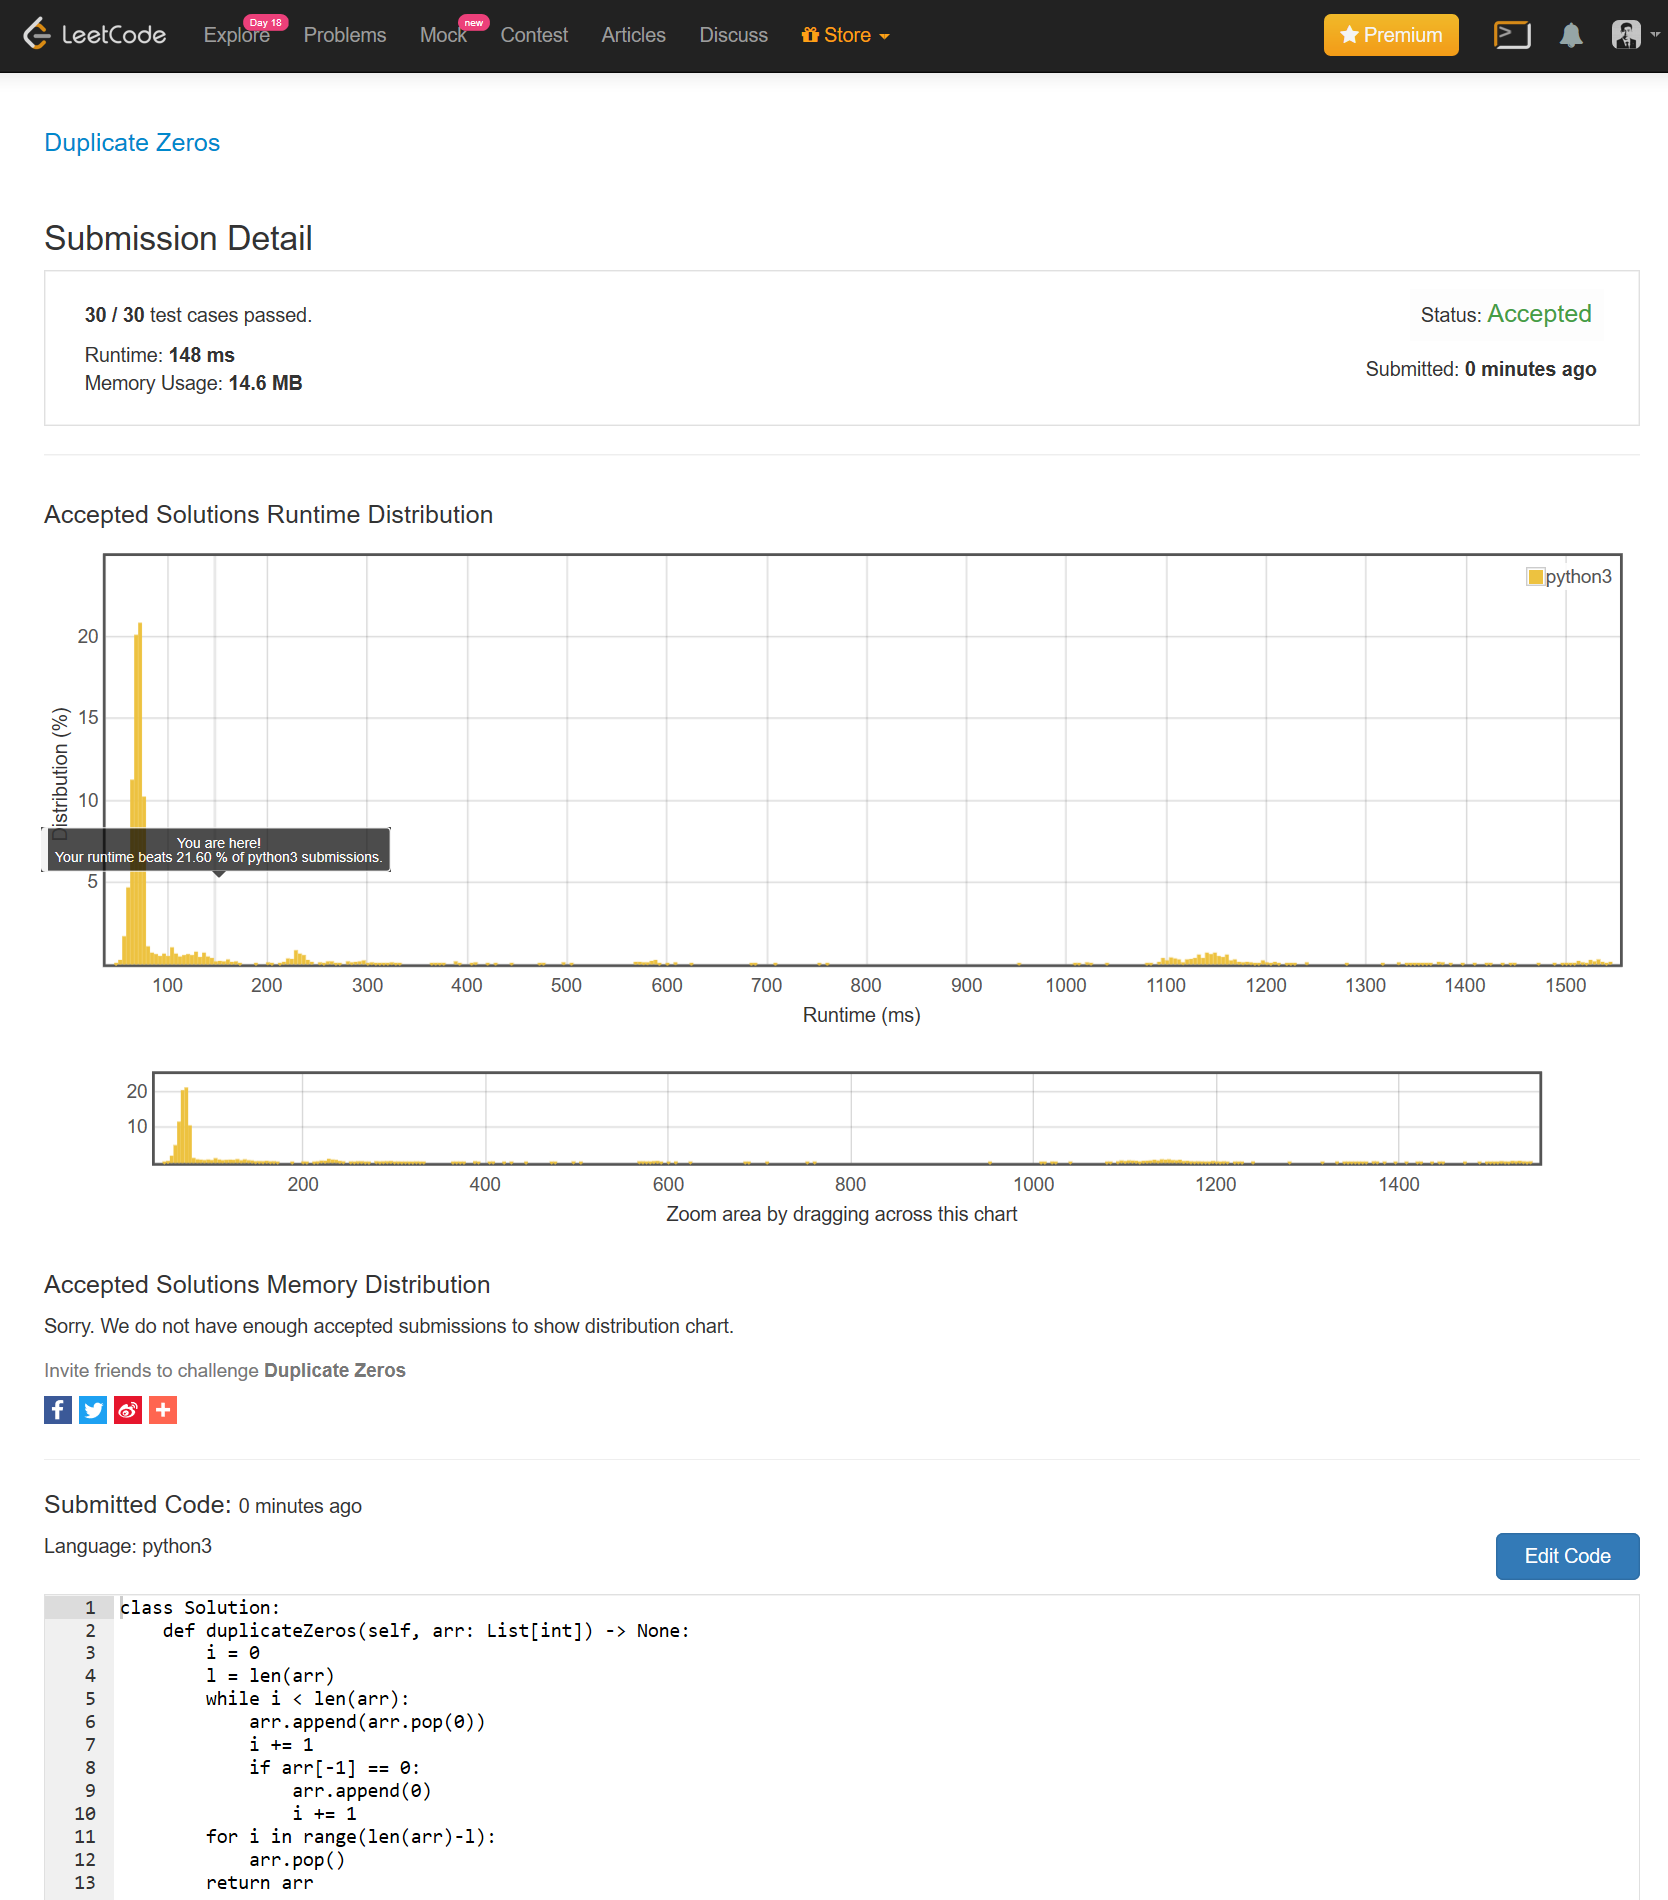 LeetCode
Explore Day 18 Problems Mock new Contest Articles Discuss Store Premium
Duplicate Zeros
Submission Detail
30 / 30 test cases passed.
Status: Accepted
Runtime: 148 ms
Submitted: 0 minutes ago
Memory Usage: 14.6 MB
Accepted Solutions Runtime Distribution
python3
20
15
10
5
Distribution (%)
You are here!
Your runtime beats 21.60 % of python3 submissions.
100 200 300 400 500 600 700 800 900 1000 1100 1200 1300 1400 1500
Runtime (ms)
20
10
200 400 600 800 1000 1200 1400
Zoom area by dragging across this chart
Accepted Solutions Memory Distribution
Sorry. We do not have enough accepted submissions to show distribution chart.
Invite friends to challenge Duplicate Zeros
Submitted Code: 0 minutes ago
Language: python3
Edit Code
1 class Solution:
2     def duplicateZeros(self, arr: List[int]) -> None:
3         i = 0
4         l = len(arr)
5         while i < len(arr):
6             arr.append(arr.pop(0))
7             i += 1
8             if arr[-1] == 0:
9                 arr.append(0)
10                 i += 1
11         for i in range(len(arr)-l):
12             arr.pop()
13         return arr